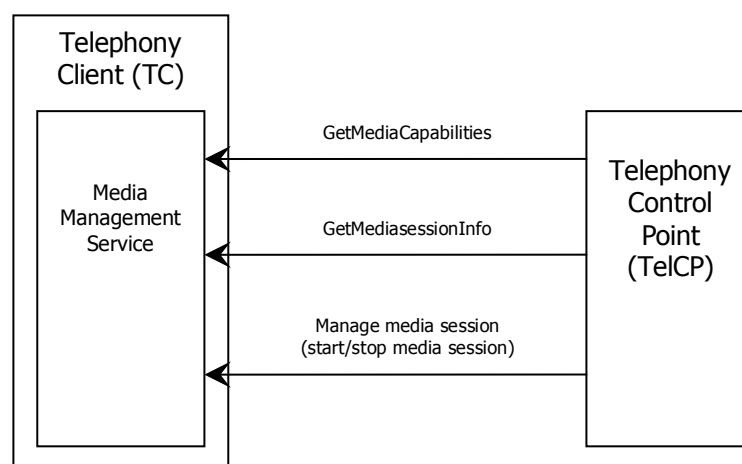 Telephony
Client (TC)
Media
Management
Service
GetMediaCapabilities
GetMediasessionInfo
Manage media session
(start/stop media session)
Telephony
Control
Point
(TelCP)